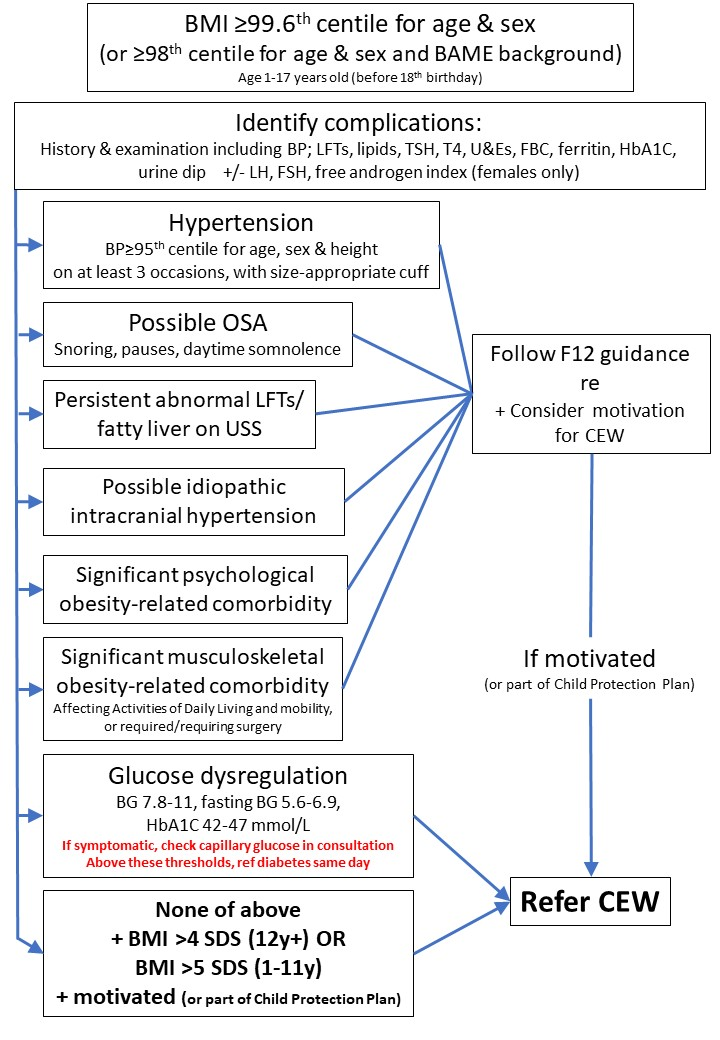 BMI ≥99.6th centile for age & sex
(or ≥98th centile for age & sex and BAME background)
Age 1-17 years old (before 18th birthday)
Identify complications:
History & examination including BP; LFTs, lipids, TSH, T4, U&Es, FBC, ferritin, HbA1C,
urine dip +/- LH, FSH, free androgen index (females only)
Hypertension
BP≥95th centile for age, sex & height
on at least 3 occasions, with size-appropriate cuff
Possible OSA
Snoring, pauses, daytime somnolence
Persistent abnormal LFTs/
fatty liver on USS
Possible idiopathic
intracranial hypertension
Significant psychological
obesity-related comorbidity
Significant musculoskeletal
obesity-related comorbidity
Affecting Activities of Daily Living and mobility,
or required/requiring surgery
Follow F12 guidance
re
+ Consider motivation
for CEW
If motivated
(or part of Child Protection Plan)
Glucose dysregulation
BG 7.8-11, fasting BG 5.6-6.9,
HbA1C 42-47 mmol/L
If symptomatic, check capillary glucose in consultation
Above these thresholds, ref diabetes same day
None of above
+ BMI >4 SDS (12y+) OR
BMI >5 SDS (1-11y)
+ motivated (or part of Child Protection Plan)
Refer CEW